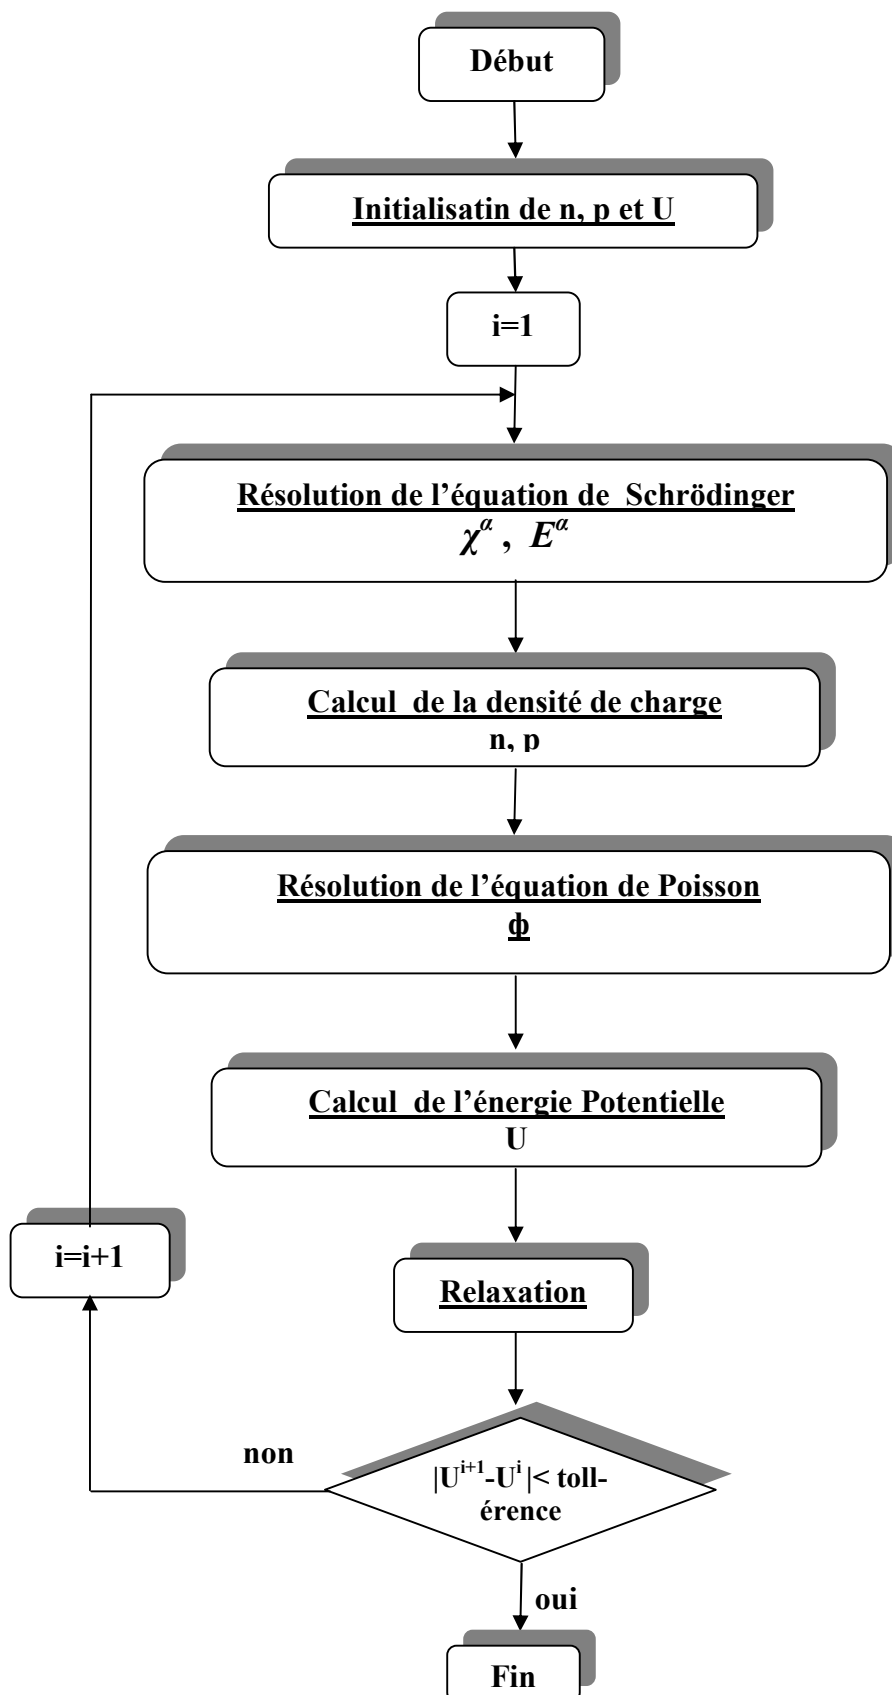 Début
Initialisatin de n, p et U
i=1
Résolution de l’équation de Schrödinger
χ^α , E^α
Calcul de la densité de charge
n, p
Résolution de l’équation de Poisson
ф
Calcul de l’énergie Potentielle
U
i=i+1
Relaxation
non
|U^{i+1}-U^i|< toll-
érence
oui
Fin